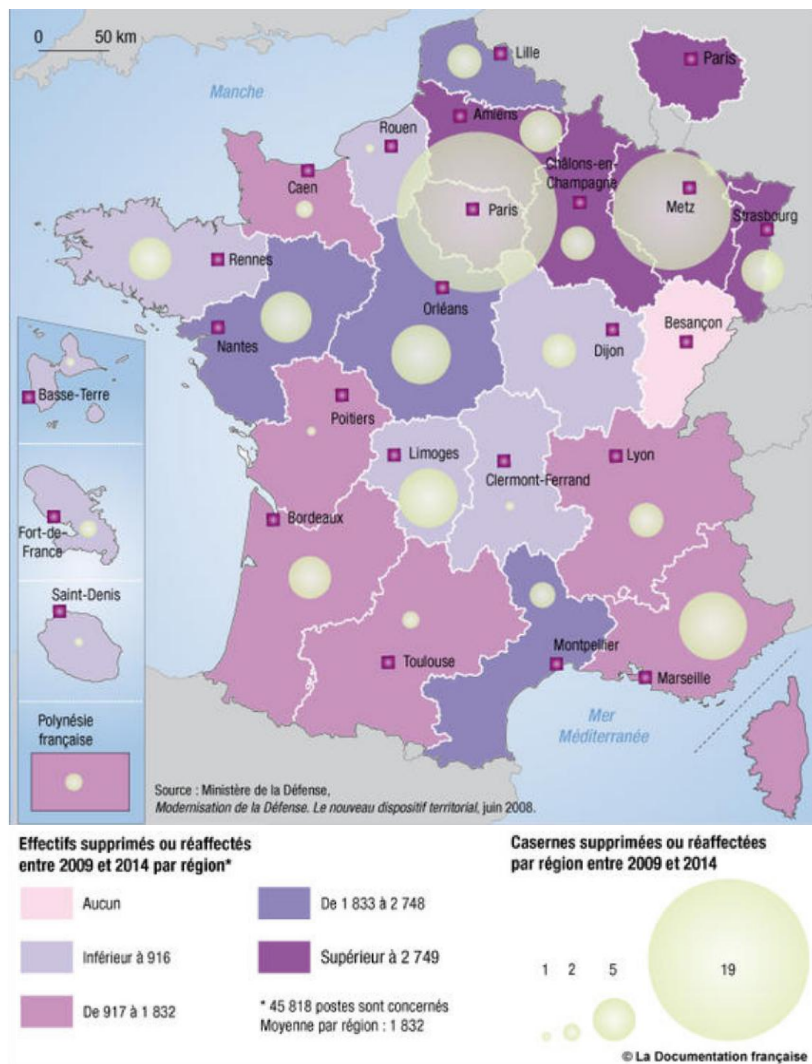 0 50 km
Lille
Paris
Manche
Amiens
Rouen
Châlons-en-
Champagne
Caen
Metz
Paris
Strasbourg
Rennes
Orléans
Besançon
Nantes
Dijon
Basse-Terre
Poitiers
Limoges
Lyon
Clermont-Ferrand
Bordeaux
Fort-de-
France
Saint-Denis
Toulouse
Montpellier
Marseille
Mer
Méditerranée
Polynésie
française
Source : Ministère de la Défense,
Modernisation de la Défense. Le nouveau dispositif territorial, juin 2008.
Effectifs supprimés ou réaffectés
entre 2009 et 2014 par région*
Aucun
Inférieur à 916
De 917 à 1 832
De 1 833 à 2 748
Supérieur à 2 749
* 45 818 postes sont concernés
Moyenne par région : 1 832
Casernes supprimées ou réaffectées
par région entre 2009 et 2014
1 2 5 19
© La Documentation française